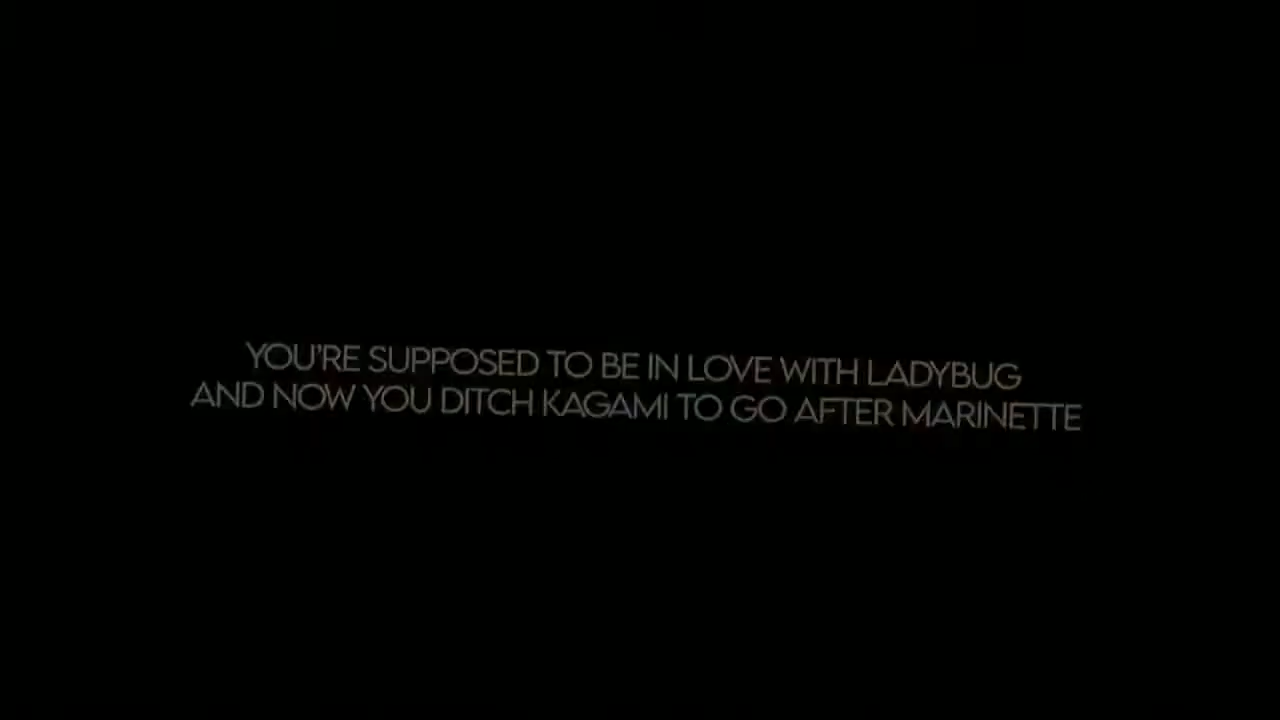 YOU'RE SUPPOSED TO BE IN LOVE WITH LADYBUG
AND NOW YOU DITCH KAGAMI TO GO AFTER MARINETTE